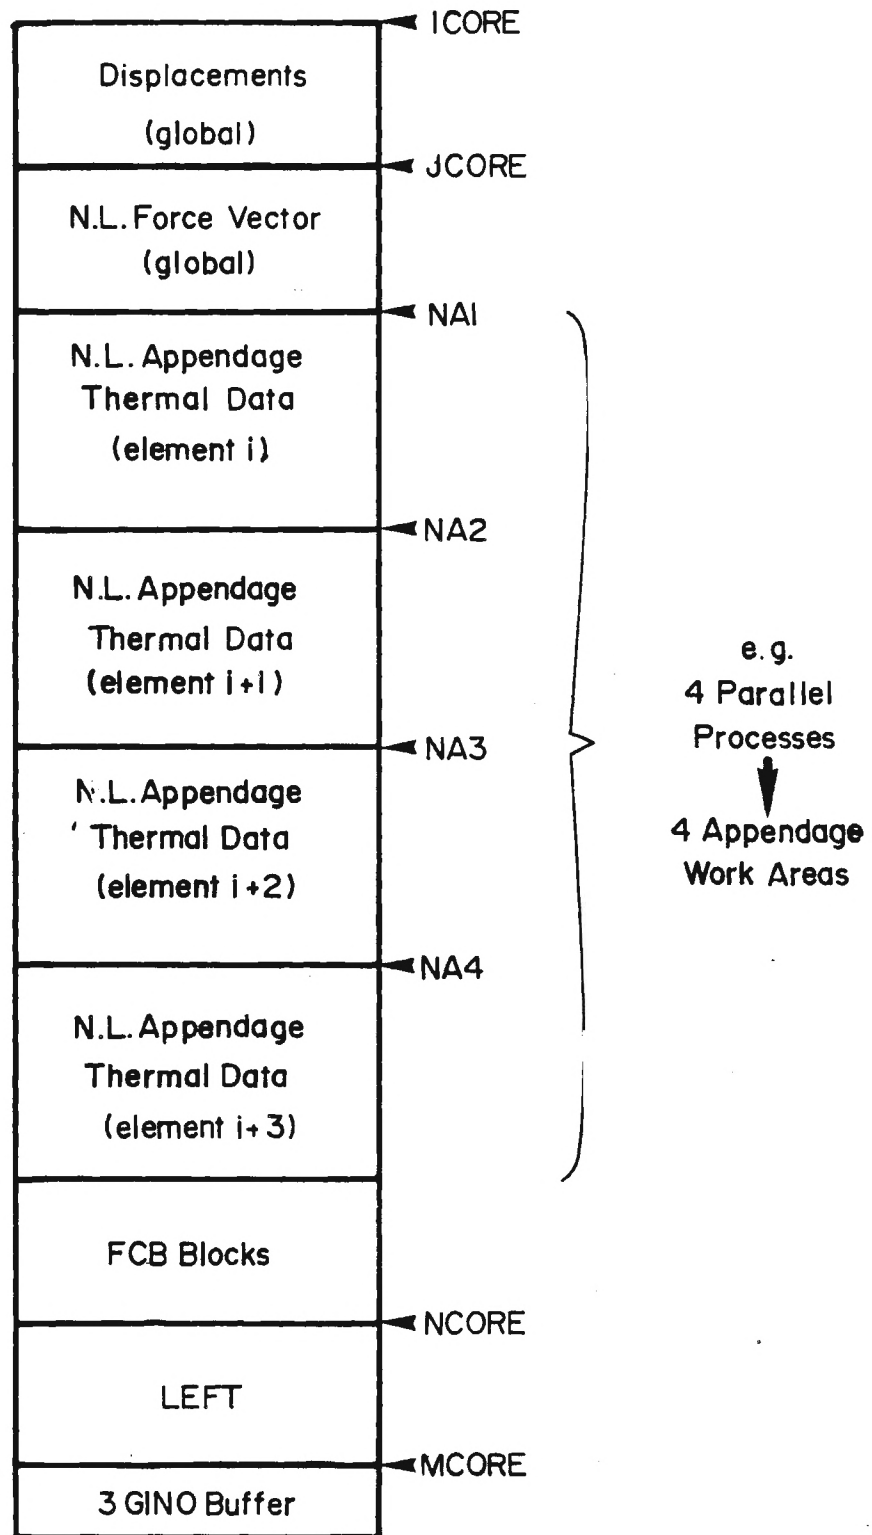 ICORE
Displacements
(global)
JCORE
N.L. Force Vector
(global)
NA1
N.L. Appendage
Thermal Data
(element i)
NA2
N.L. Appendage
Thermal Data
(element i+1)
NA3
N.L. Appendage
Thermal Data
(element i+2)
NA4
N.L. Appendage
Thermal Data
(element i+3)
e.g.
4 Parallel
Processes
4 Appendage
Work Areas
FCB Blocks
NCORE
LEFT
MCORE
3 GINO Buffer